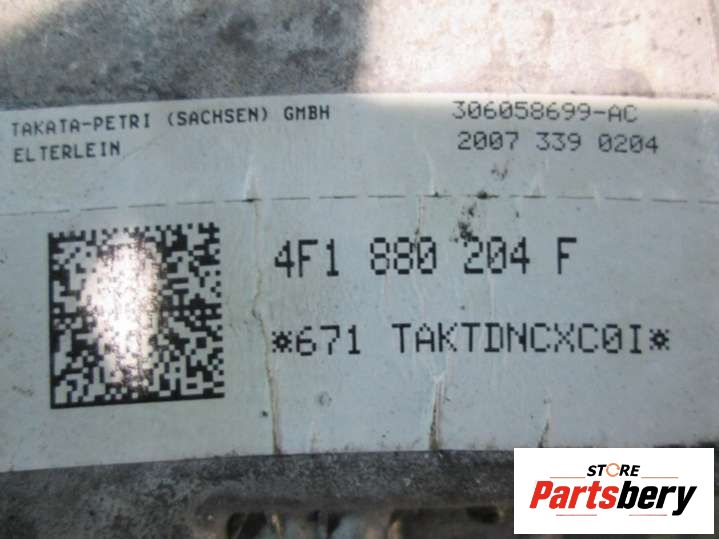 TAKATA-PETRI (SACHSEN) GMBH
306058699-AC
ELTERLEIN
2007 339 0204
4F1 880 204 F
*671 TAKTDNCXC0I*
STORE
Partsbery